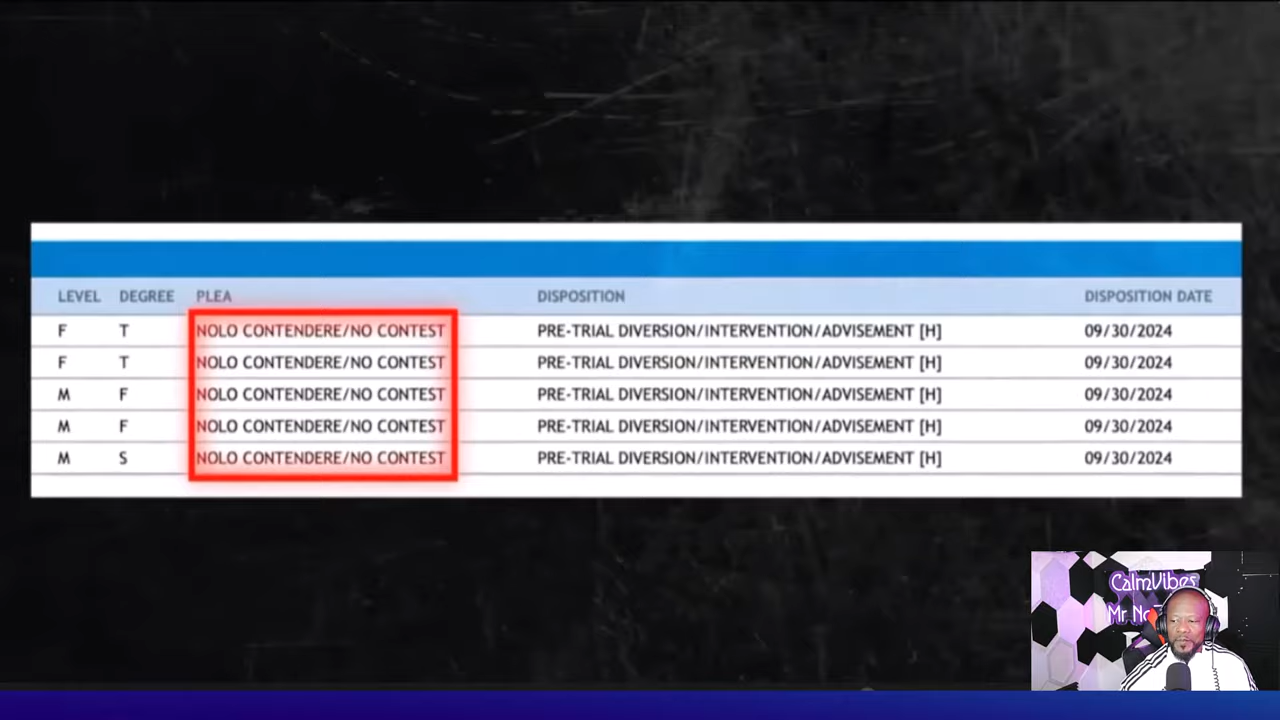 LEVEL DEGREE PLEA DISPOSITION DISPOSITION DATE
F T NOLO CONTENDERE/NO CONTEST PRE-TRIAL DIVERSION/INTERVENTION/ADVISEMENT [H] 09/30/2024
F T NOLO CONTENDERE/NO CONTEST PRE-TRIAL DIVERSION/INTERVENTION/ADVISEMENT [H] 09/30/2024
M F NOLO CONTENDERE/NO CONTEST PRE-TRIAL DIVERSION/INTERVENTION/ADVISEMENT [H] 09/30/2024
M F NOLO CONTENDERE/NO CONTEST PRE-TRIAL DIVERSION/INTERVENTION/ADVISEMENT [H] 09/30/2024
M S NOLO CONTENDERE/NO CONTEST PRE-TRIAL DIVERSION/INTERVENTION/ADVISEMENT [H] 09/30/2024
CalmVibes
Mr